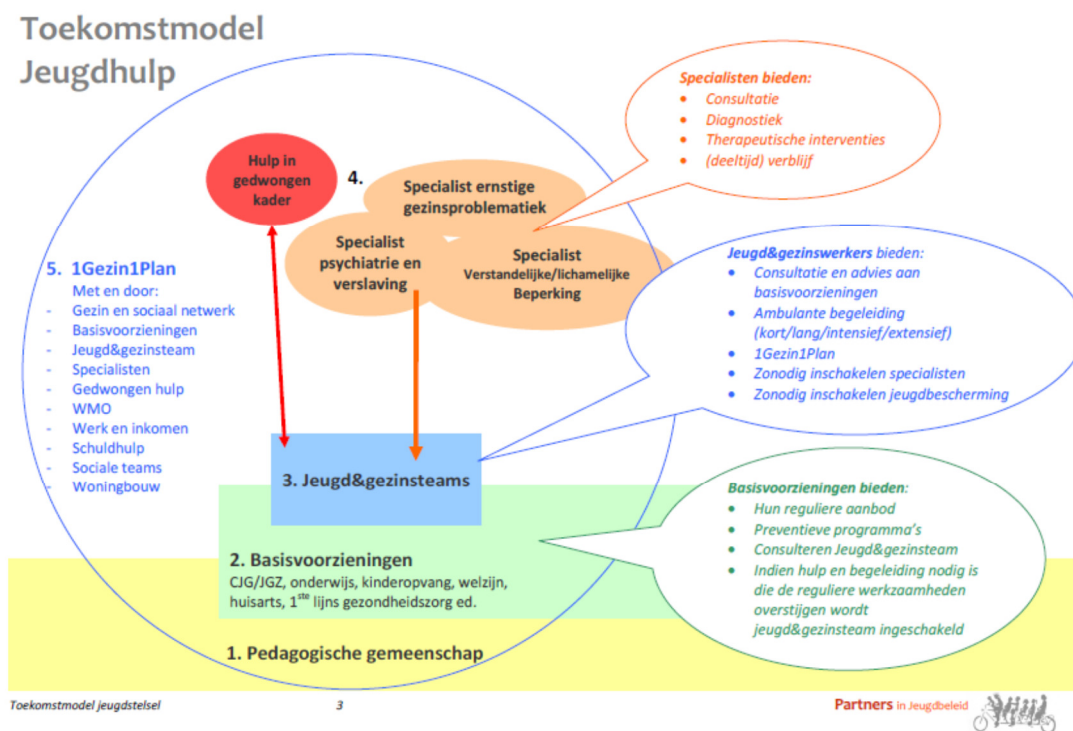 Toekomstmodel
Jeugdhulp
Specialisten bieden:
• Consultatie
• Diagnostiek
• Therapeutische interventies
• (deeltijd) verblijf
Hulp in
gedwongen
kader
4.
Specialist ernstige
gezinsproblematiek
Specialist
psychiatrie en
verslaving
Specialist
Verstandelijke/lichamelijke
Beperking
5. 1Gezin1Plan
Met en door:
- Gezin en sociaal netwerk
- Basisvoorzieningen
- Jeugd&gezinsteam
- Specialisten
- Gedwongen hulp
- WMO
- Werk en inkomen
- Schuldhulp
- Sociale teams
- Woningbouw
Jeugd&gezinswerkers bieden:
• Consultatie en advies aan
basisvoorzieningen
• Ambulante begeleiding
(kort/lang/intensief/extensief)
• 1Gezin1Plan
• Zonodig inschakelen specialisten
• Zonodig inschakelen jeugdbescherming
3. Jeugd&gezinsteams
Basisvoorzieningen bieden:
• Hun reguliere aanbod
• Preventieve programma's
• Consulteren Jeugd&gezinsteam
• Indien hulp en begeleiding nodig is
die de reguliere werkzaamheden
overstijgen wordt
jeugd&gezinsteam ingeschakeld
2. Basisvoorzieningen
CJG/JGZ, onderwijs, kinderopvang, welzijn,
huisarts, 1ste lijns gezondheidszorg ed.
1. Pedagogische gemeenschap
Toekomstmodel jeugdstelsel
3
Partners in Jeugdbeleid